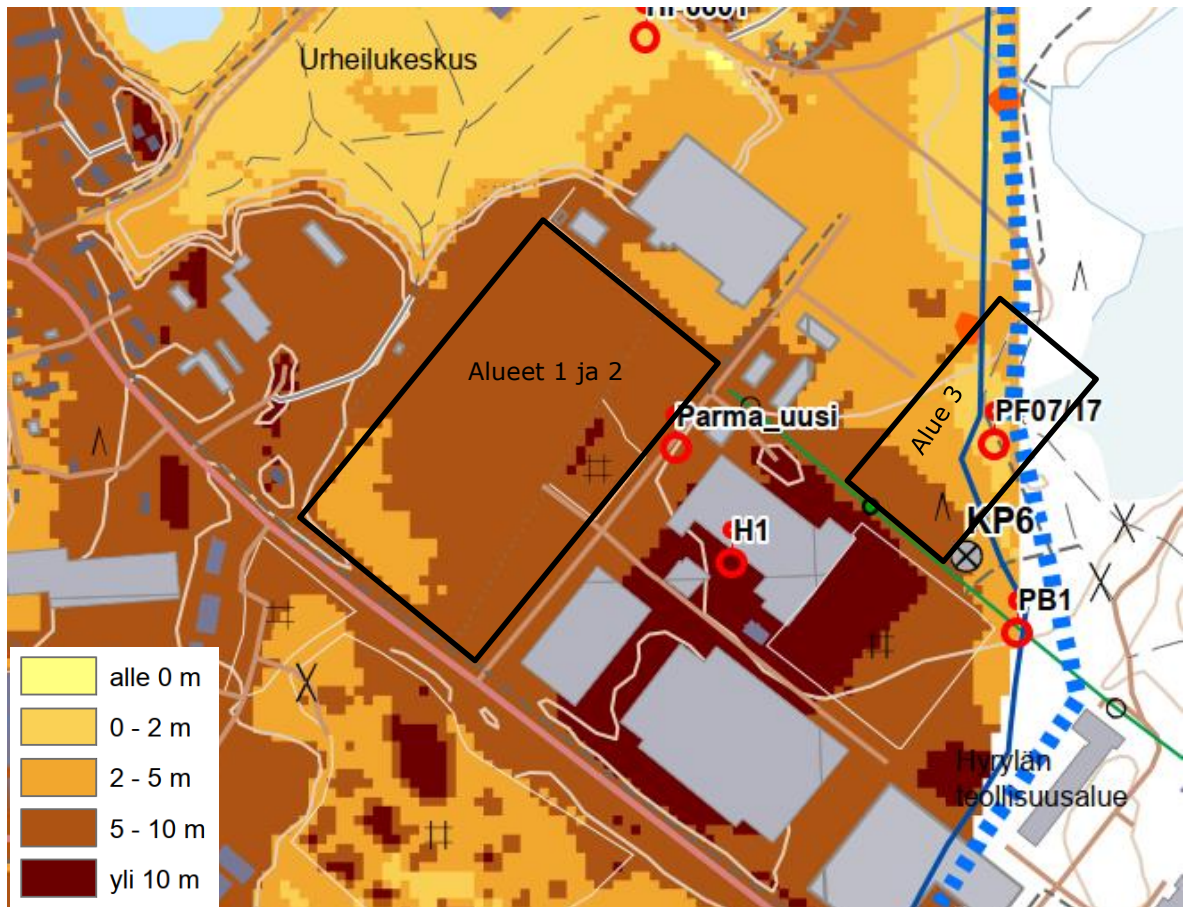 Urheilukeskus
Alueet 1 ja 2
Parma_uusi
Alue 3
PF07/17
KP6
H1
PB1
Hyrylän
teollisuusalue
alle 0 m
0 - 2 m
2 - 5 m
5 - 10 m
yli 10 m